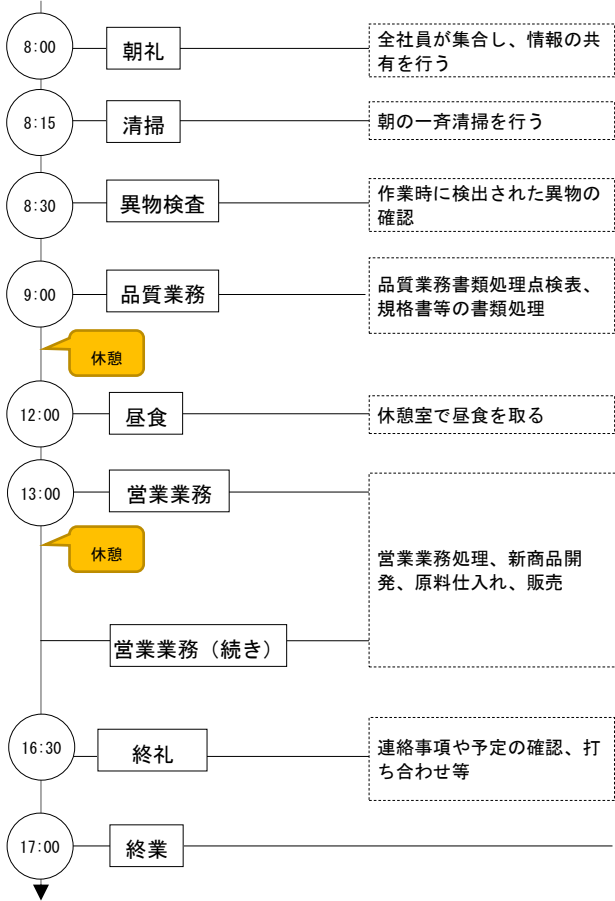 8:00
朝礼
全社員が集合し、情報の共
有を行う
8:15
清掃
朝の一斉清掃を行う
8:30
異物検査
作業時に検出された異物の
確認
9:00
品質業務
品質業務書類処理点検表、
規格書等の書類処理
休憩
12:00
昼食
休憩室で昼食を取る
13:00
営業業務
休憩
営業業務処理、新商品開
発、原料仕入れ、販売
営業業務（続き）
16:30
終礼
連絡事項や予定の確認、打
ち合わせ等
17:00
終業